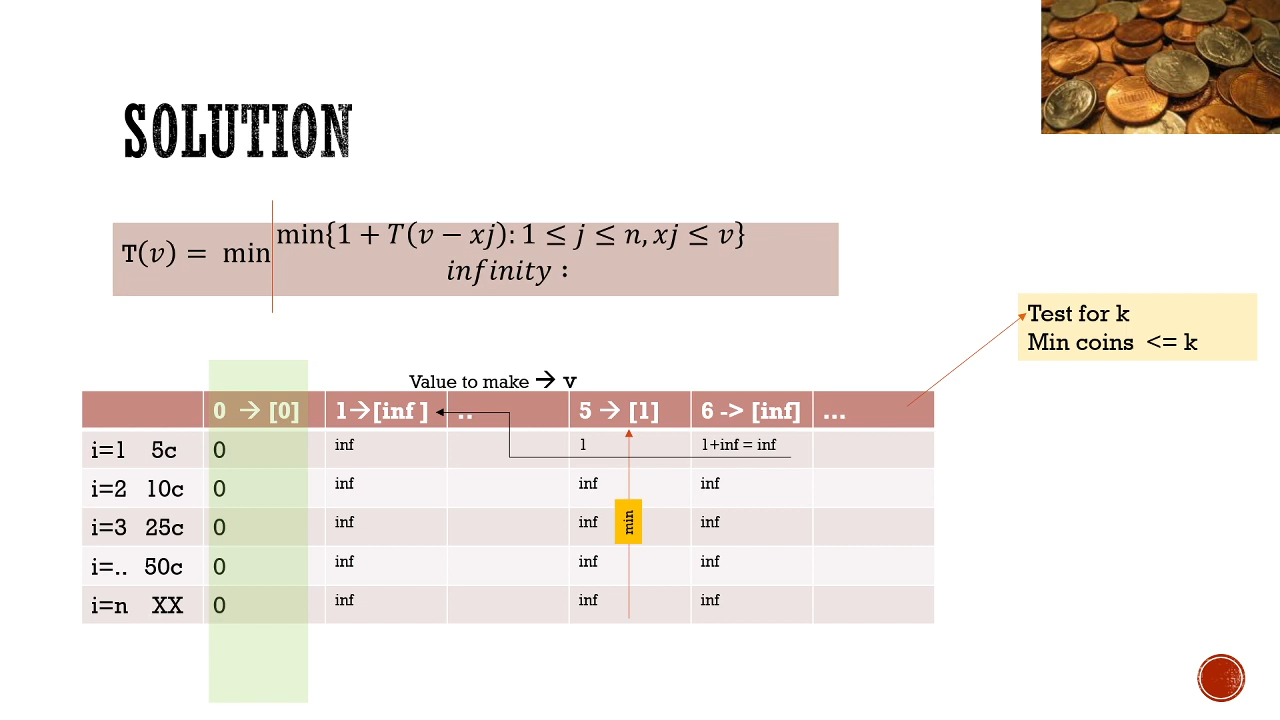 SOLUTION
T(v) = min
min{1 + T(v − xj): 1 ≤ j ≤ n, xj ≤ v}
infinity :
Test for k
Min coins <= k
Value to make → v
0 → [0] 1→[inf ] .. 5 → [1] 6 -> [inf] ...
i=1 5c 0 inf 1 1+inf = inf
i=2 10c 0 inf inf inf
i=3 25c 0 inf inf inf
i=.. 50c 0 inf inf inf
i=n XX 0 inf inf inf
min